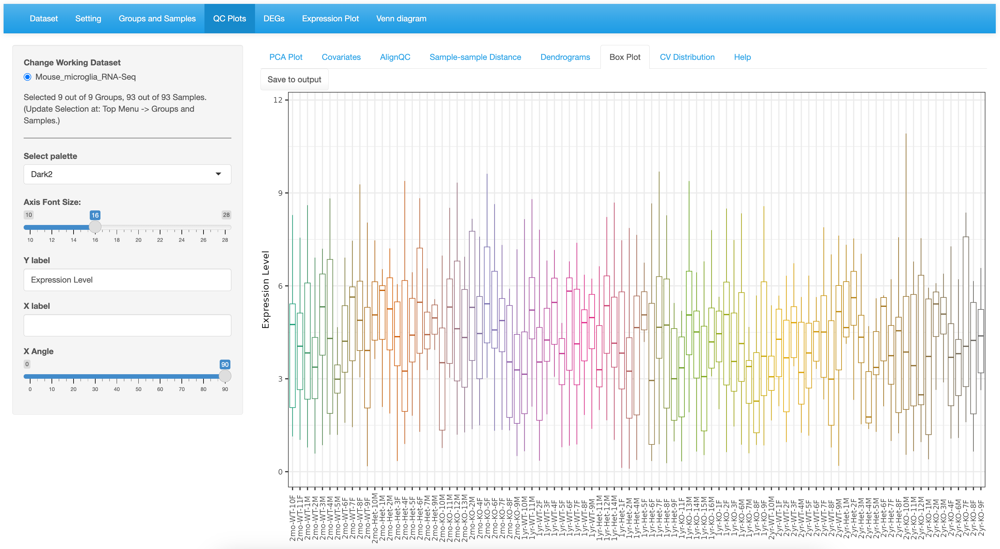 Dataset Setting Groups and Samples QC Plots DEGs Expression Plot Venn diagram
Change Working Dataset
Mouse_microglia_RNA-Seq
Selected 9 out of 9 Groups, 93 out of 93 Samples.
(Update Selection at: Top Menu -> Groups and
Samples.)
Select palette
Dark2
Axis Font Size:
10 16 28
10 12 14 16 18 20 22 24 26 28
Y label
Expression Level
X label
X Angle
0 90
0 10 20 30 40 50 60 70 80 90
PCA Plot Covariates AlignQC Sample-sample Distance Dendrograms Box Plot CV Distribution Help
Save to output
Expression Level
12
9
6
3
0
2mo-WT-10F
2mo-WT-11F
2mo-WT-1M
2mo-WT-2M
2mo-WT-3M
2mo-WT-4M
2mo-WT-5M
2mo-WT-6F
2mo-WT-7F
2mo-WT-8F
2mo-WT-9F
2mo-Het-10M
2mo-Het-1M
2mo-Het-2M
2mo-Het-3F
2mo-Het-4F
2mo-Het-5F
2mo-Het-6F
2mo-Het-7M
2mo-Het-9M
2mo-KO-10M
2mo-KO-11M
2mo-KO-12M
2mo-KO-13M
2mo-KO-2M
2mo-KO-4F
2mo-KO-5F
2mo-KO-6F
2mo-KO-7F
2mo-KO-8F
2mo-KO-9M
1yr-WT-10M
1yr-WT-11M
1yr-WT-2F
1yr-WT-3F
1yr-WT-4F
1yr-WT-5F
1yr-WT-6F
1yr-WT-7F
1yr-WT-8F
1yr-WT-9M
1yr-Het-11M
1yr-Het-12M
1yr-Het-14M
1yr-Het-1F
1yr-Het-2M
1yr-Het-4M
1yr-Het-5F
1yr-Het-6F
1yr-Het-7F
1yr-Het-8F
1yr-Het-9F
1yr-KO-11F
1yr-KO-13M
1yr-KO-14M
1yr-KO-15M
1yr-KO-16M
1yr-KO-1F
1yr-KO-2F
1yr-KO-3F
1yr-KO-6M
1yr-KO-7M
1yr-KO-8F
1yr-KO-9F
2yr-WT-10M
2yr-WT-1F
2yr-WT-2F
2yr-WT-3F
2yr-WT-4M
2yr-WT-5F
2yr-WT-6F
2yr-WT-7F
2yr-WT-8F
2yr-WT-9M
2yr-Het-1M
2yr-Het-2F
2yr-Het-3M
2yr-Het-4M
2yr-Het-5M
2yr-Het-6F
2yr-Het-7F
2yr-Het-8F
2yr-KO-10M
2yr-KO-11M
2yr-KO-12M
2yr-KO-1M
2yr-KO-2M
2yr-KO-3M
2yr-KO-4F
2yr-KO-6M
2yr-KO-7F
2yr-KO-8F
2yr-KO-9F